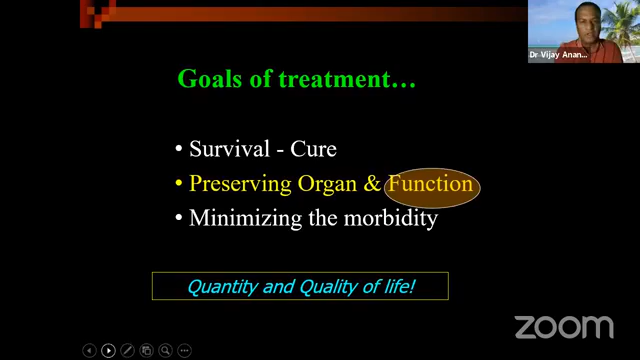 Dr Vijay Anan...
Goals of treatment…
• Survival - Cure
• Preserving Organ & Function
• Minimizing the morbidity
Quantity and Quality of life!
zoom